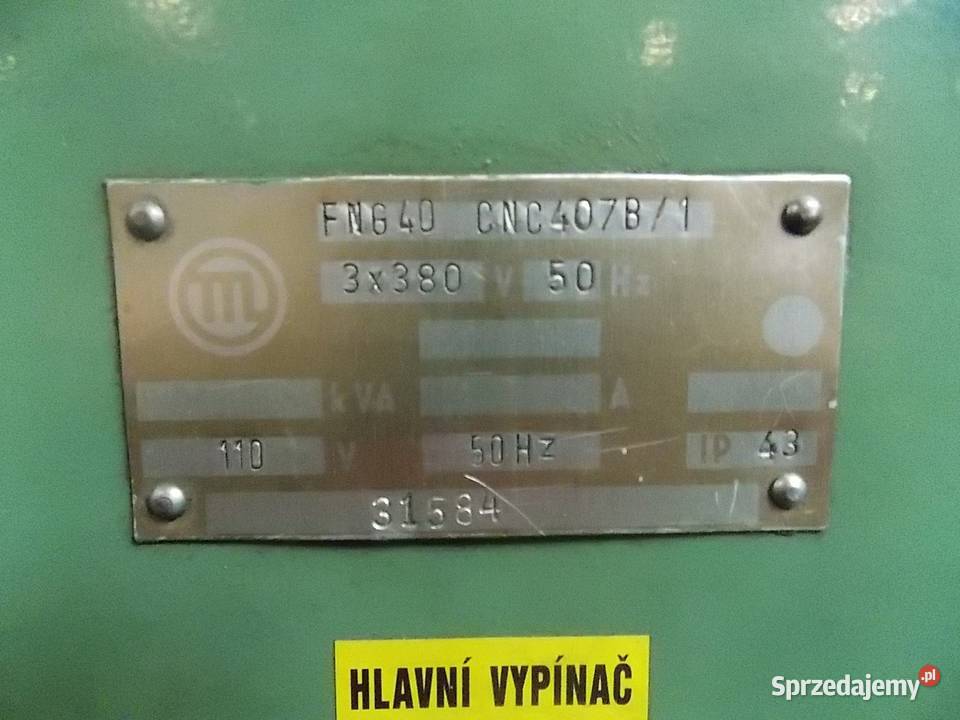 FNG40 CNC407B/1
3x380 V 50 Hz
kVA A
110 V 50Hz IP 43
31584
HLAVNÍ VYPÍNAČ
Sprzedajemy.pl